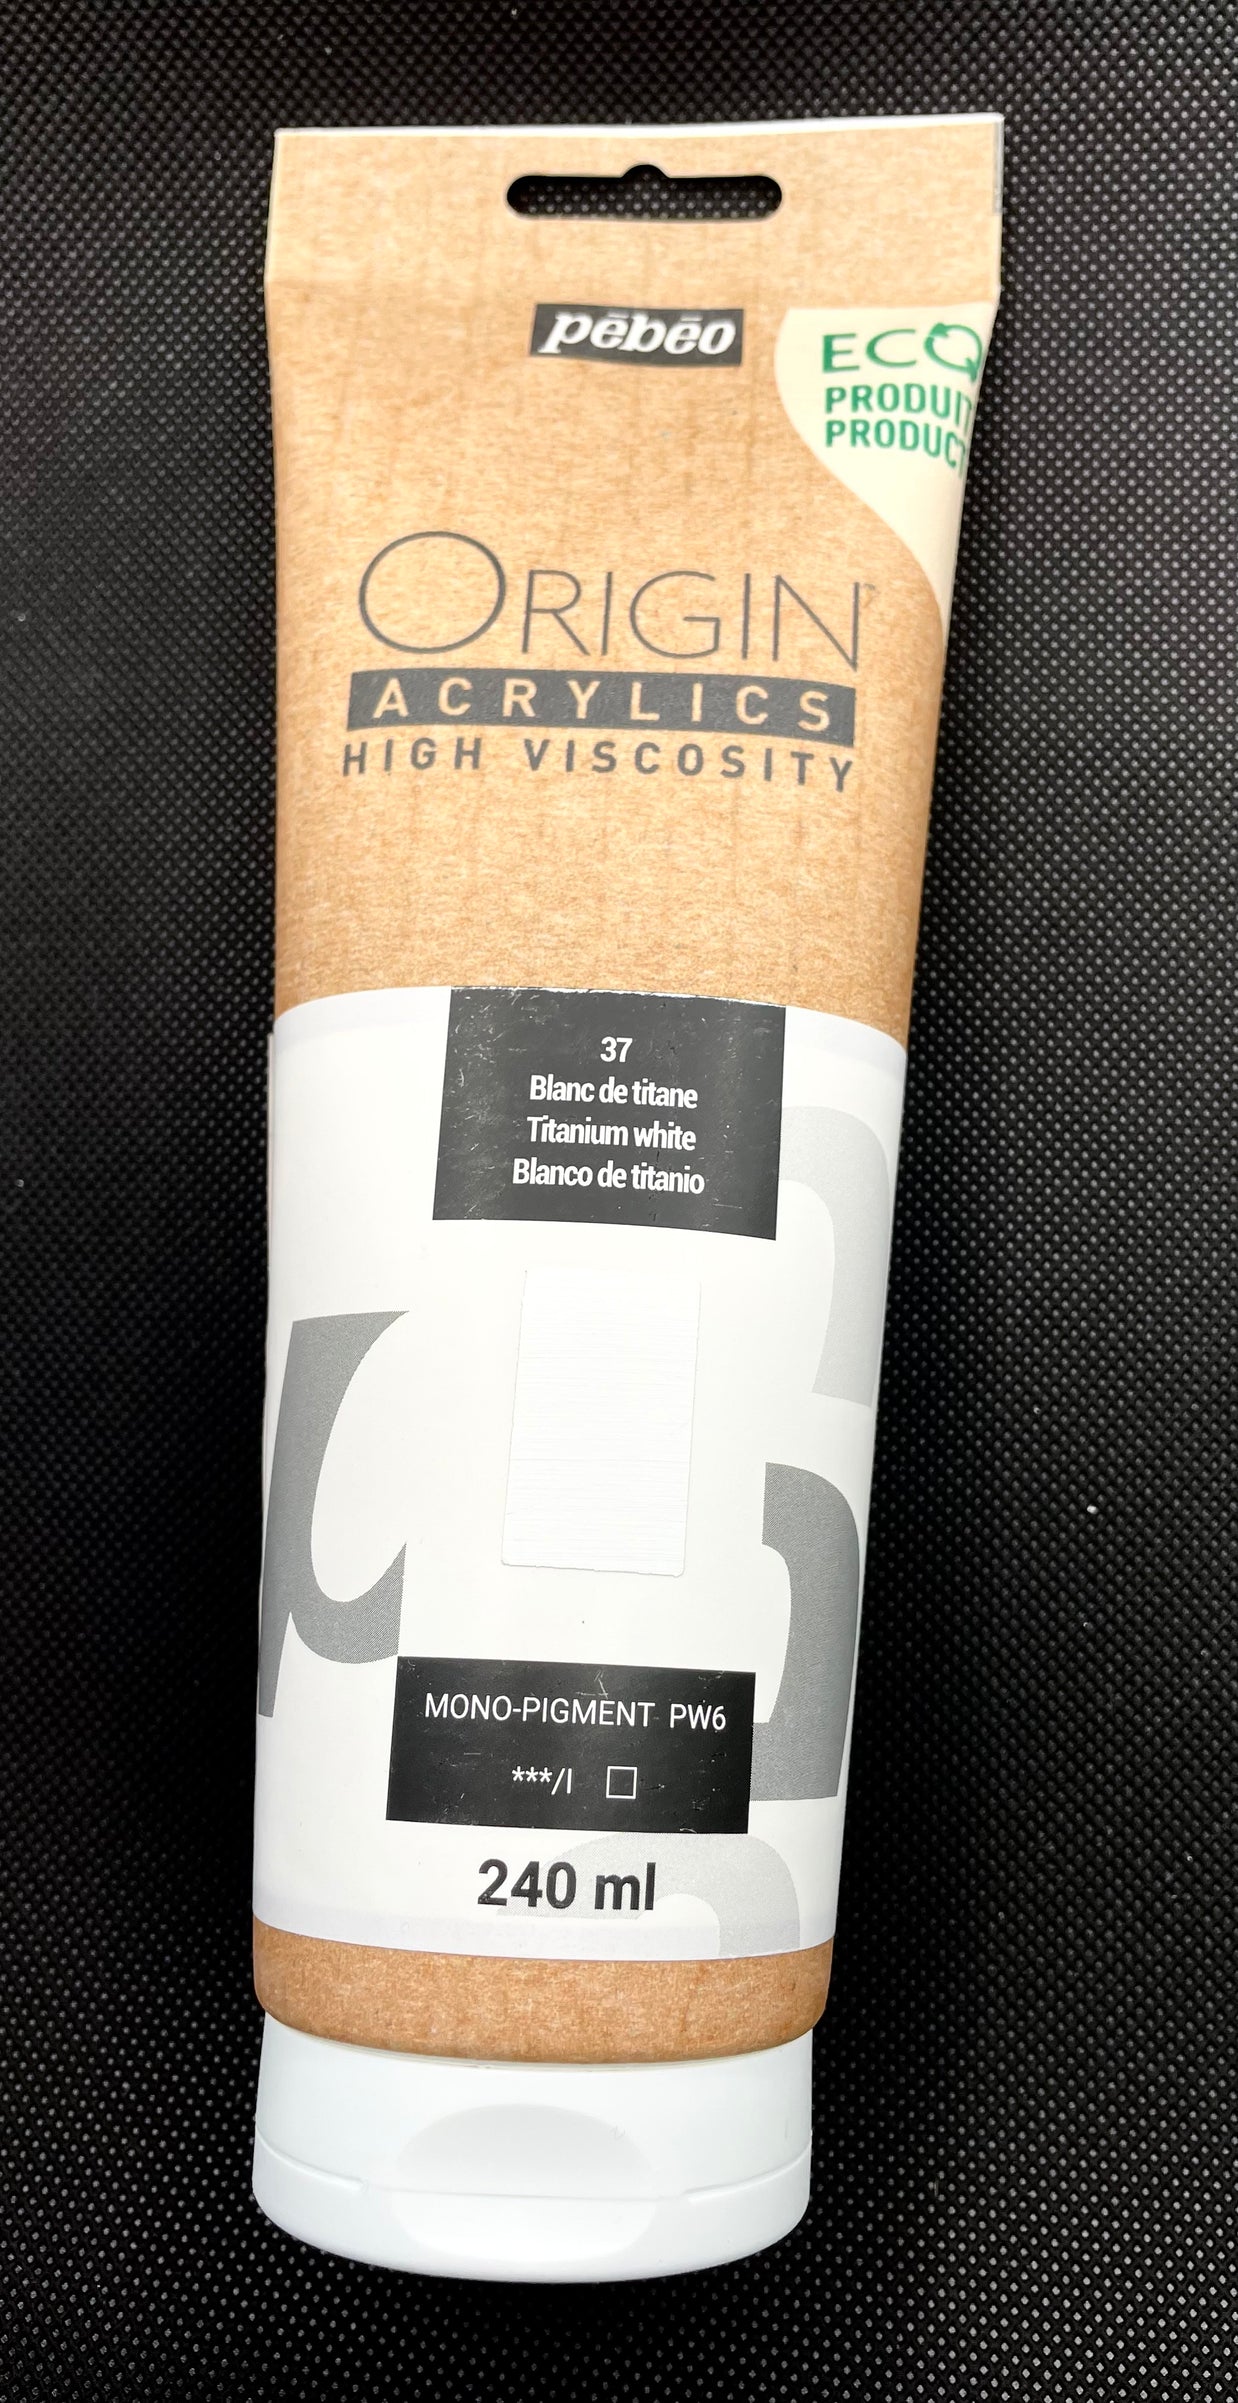 pébéo
ECO
PRODUIT
PRODUCT
ORIGIN™
ACRYLICS
HIGH VISCOSITY
37
Blanc de titane
Titanium white
Blanco de titanio
MONO-PIGMENT PW6
***/I □
240 ml